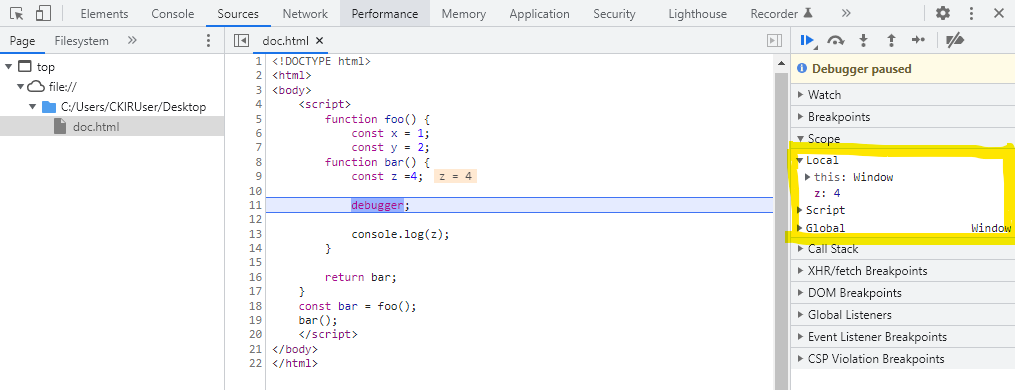 Elements Console Sources Network Performance Memory Application Security Lighthouse Recorder »
Page Filesystem » doc.html ×
top
file://
C:/Users/CKIRUser/Desktop
doc.html
1 <!DOCTYPE html>
2 <html>
3 <body>
4 <script>
5 function foo() {
6 const x = 1;
7 const y = 2;
8 function bar() {
9 const z =4; z = 4
10
11 debugger;
12
13 console.log(z);
14 }
15
16 return bar;
17 }
18 const bar = foo();
19 bar();
20 </script>
21 </body>
22 </html>
Debugger paused
Watch
Breakpoints
Scope
Local
this: Window
z: 4
Script
Global Window
Call Stack
XHR/fetch Breakpoints
DOM Breakpoints
Global Listeners
Event Listener Breakpoints
CSP Violation Breakpoints